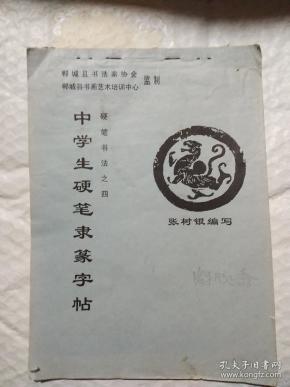 郸城县书法家协会
郸城县书画艺术培训中心
监制
硬笔书法之四
中学生硬笔隶篆字帖
张树银编写
孔夫子旧书网